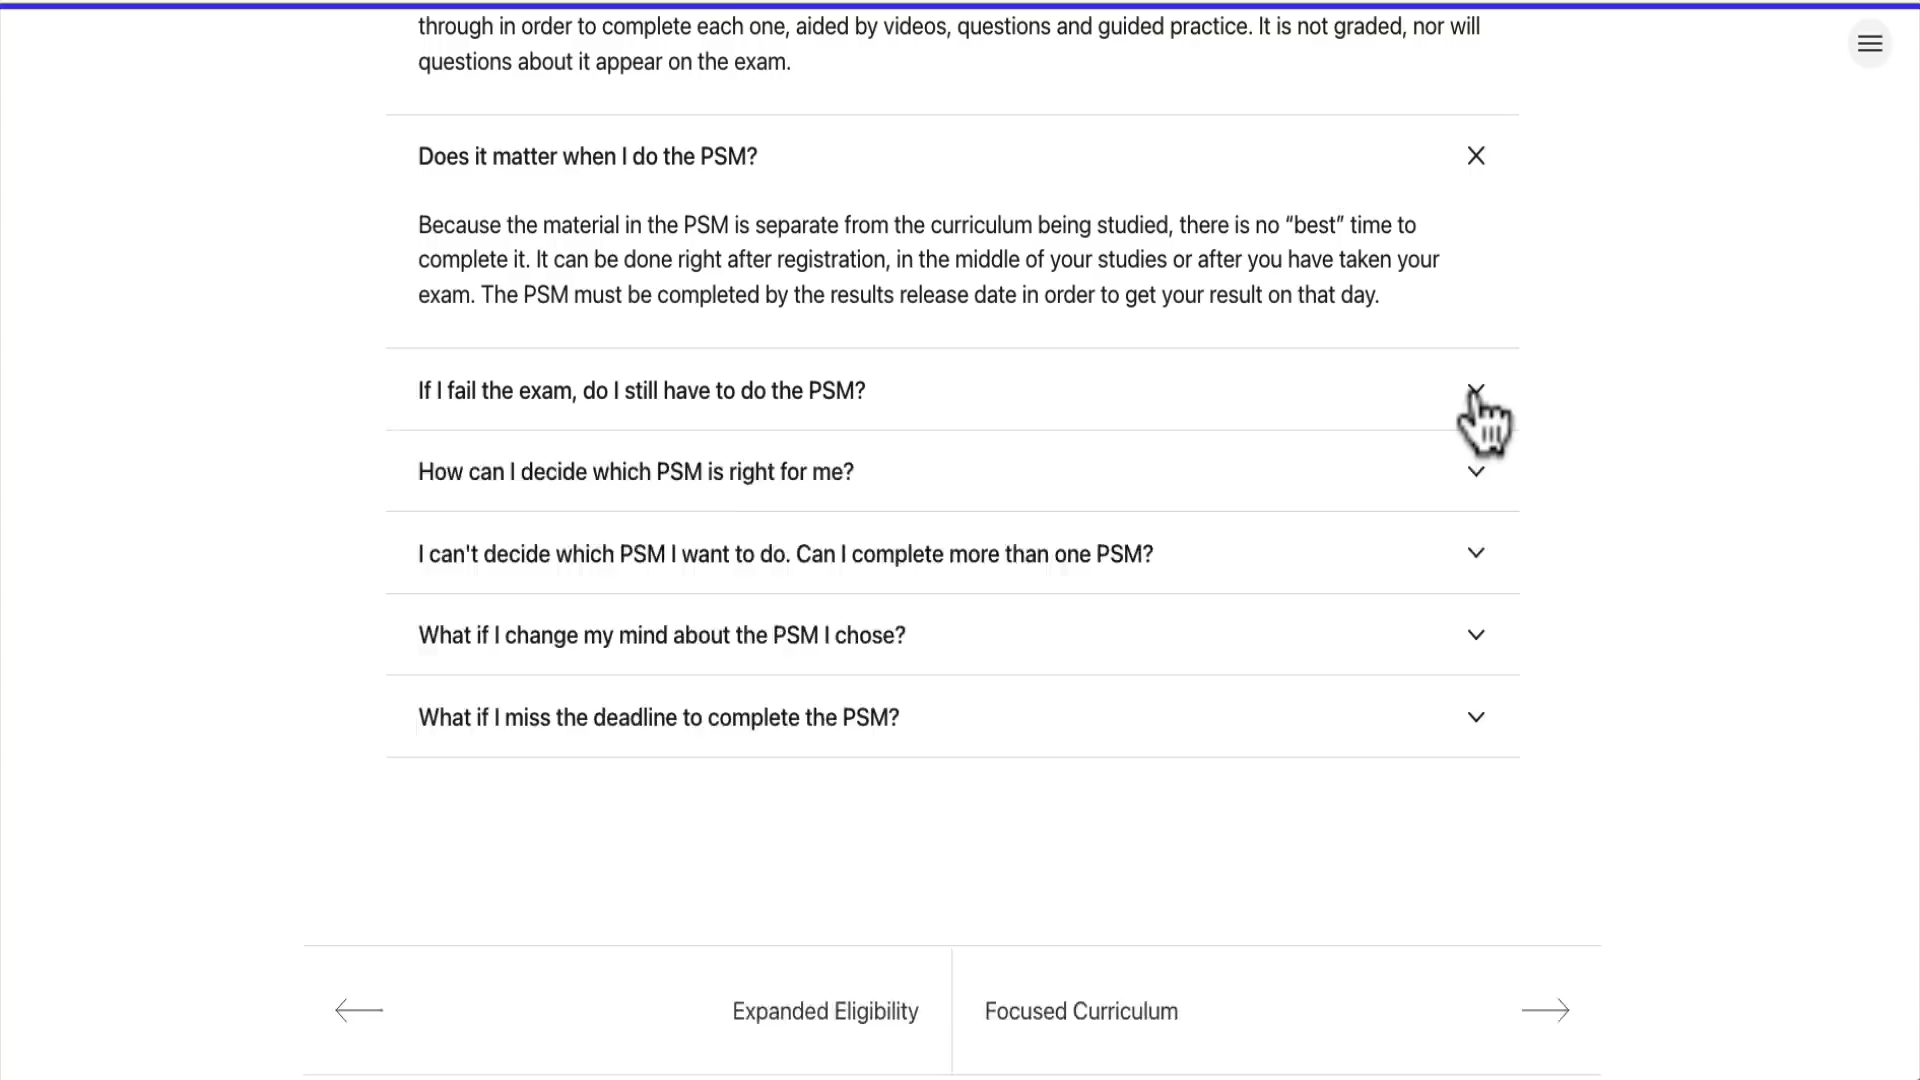 through in order to complete each one, aided by videos, questions and guided practice. It is not graded, nor will
questions about it appear on the exam.
Does it matter when I do the PSM?
Because the material in the PSM is separate from the curriculum being studied, there is no “best” time to
complete it. It can be done right after registration, in the middle of your studies or after you have taken your
exam. The PSM must be completed by the results release date in order to get your result on that day.
If I fail the exam, do I still have to do the PSM?
How can I decide which PSM is right for me?
I can't decide which PSM I want to do. Can I complete more than one PSM?
What if I change my mind about the PSM I chose?
What if I miss the deadline to complete the PSM?
Expanded Eligibility
Focused Curriculum